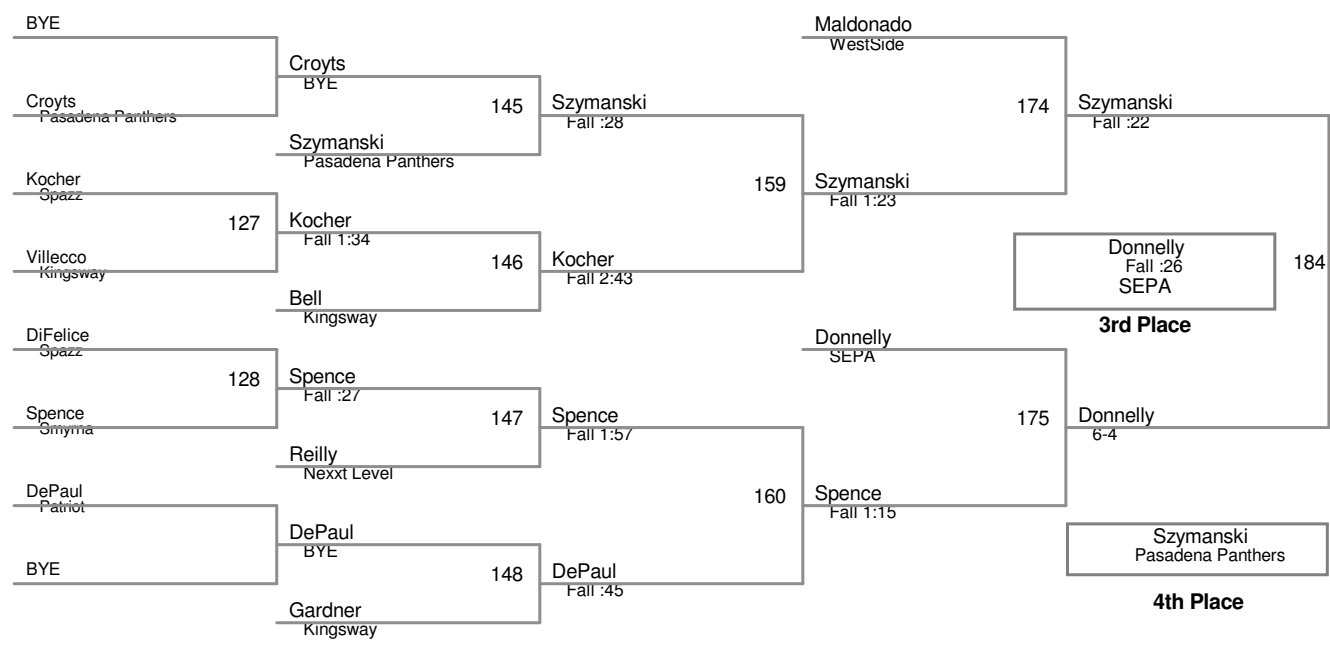 BYE
Croyts
Pasadena Panthers
Kocher
Spazz
127
Villecco
Kingsway
DiFelice
Spazz
128
Spence
Smyrna
DePaul
Patriot
BYE
Croyts
BYE
145
Szymanski
Pasadena Panthers
Kocher
Fall 1:34
146
Bell
Kingsway
Spence
Fall :27
147
Reilly
Nexxt Level
DePaul
BYE
148
Gardner
Kingsway
Szymanski
Fall :28
159
Kocher
Fall 2:43
Spence
Fall 1:57
160
DePaul
Fall :45
Maldonado
WestSide
174
Szymanski
Fall 1:23
Donnelly
SEPA
175
Spence
Fall 1:15
Szymanski
Fall :22
184
Donnelly
6-4
Donnelly
Fall :26
SEPA
3rd Place
Szymanski
Pasadena Panthers
4th Place